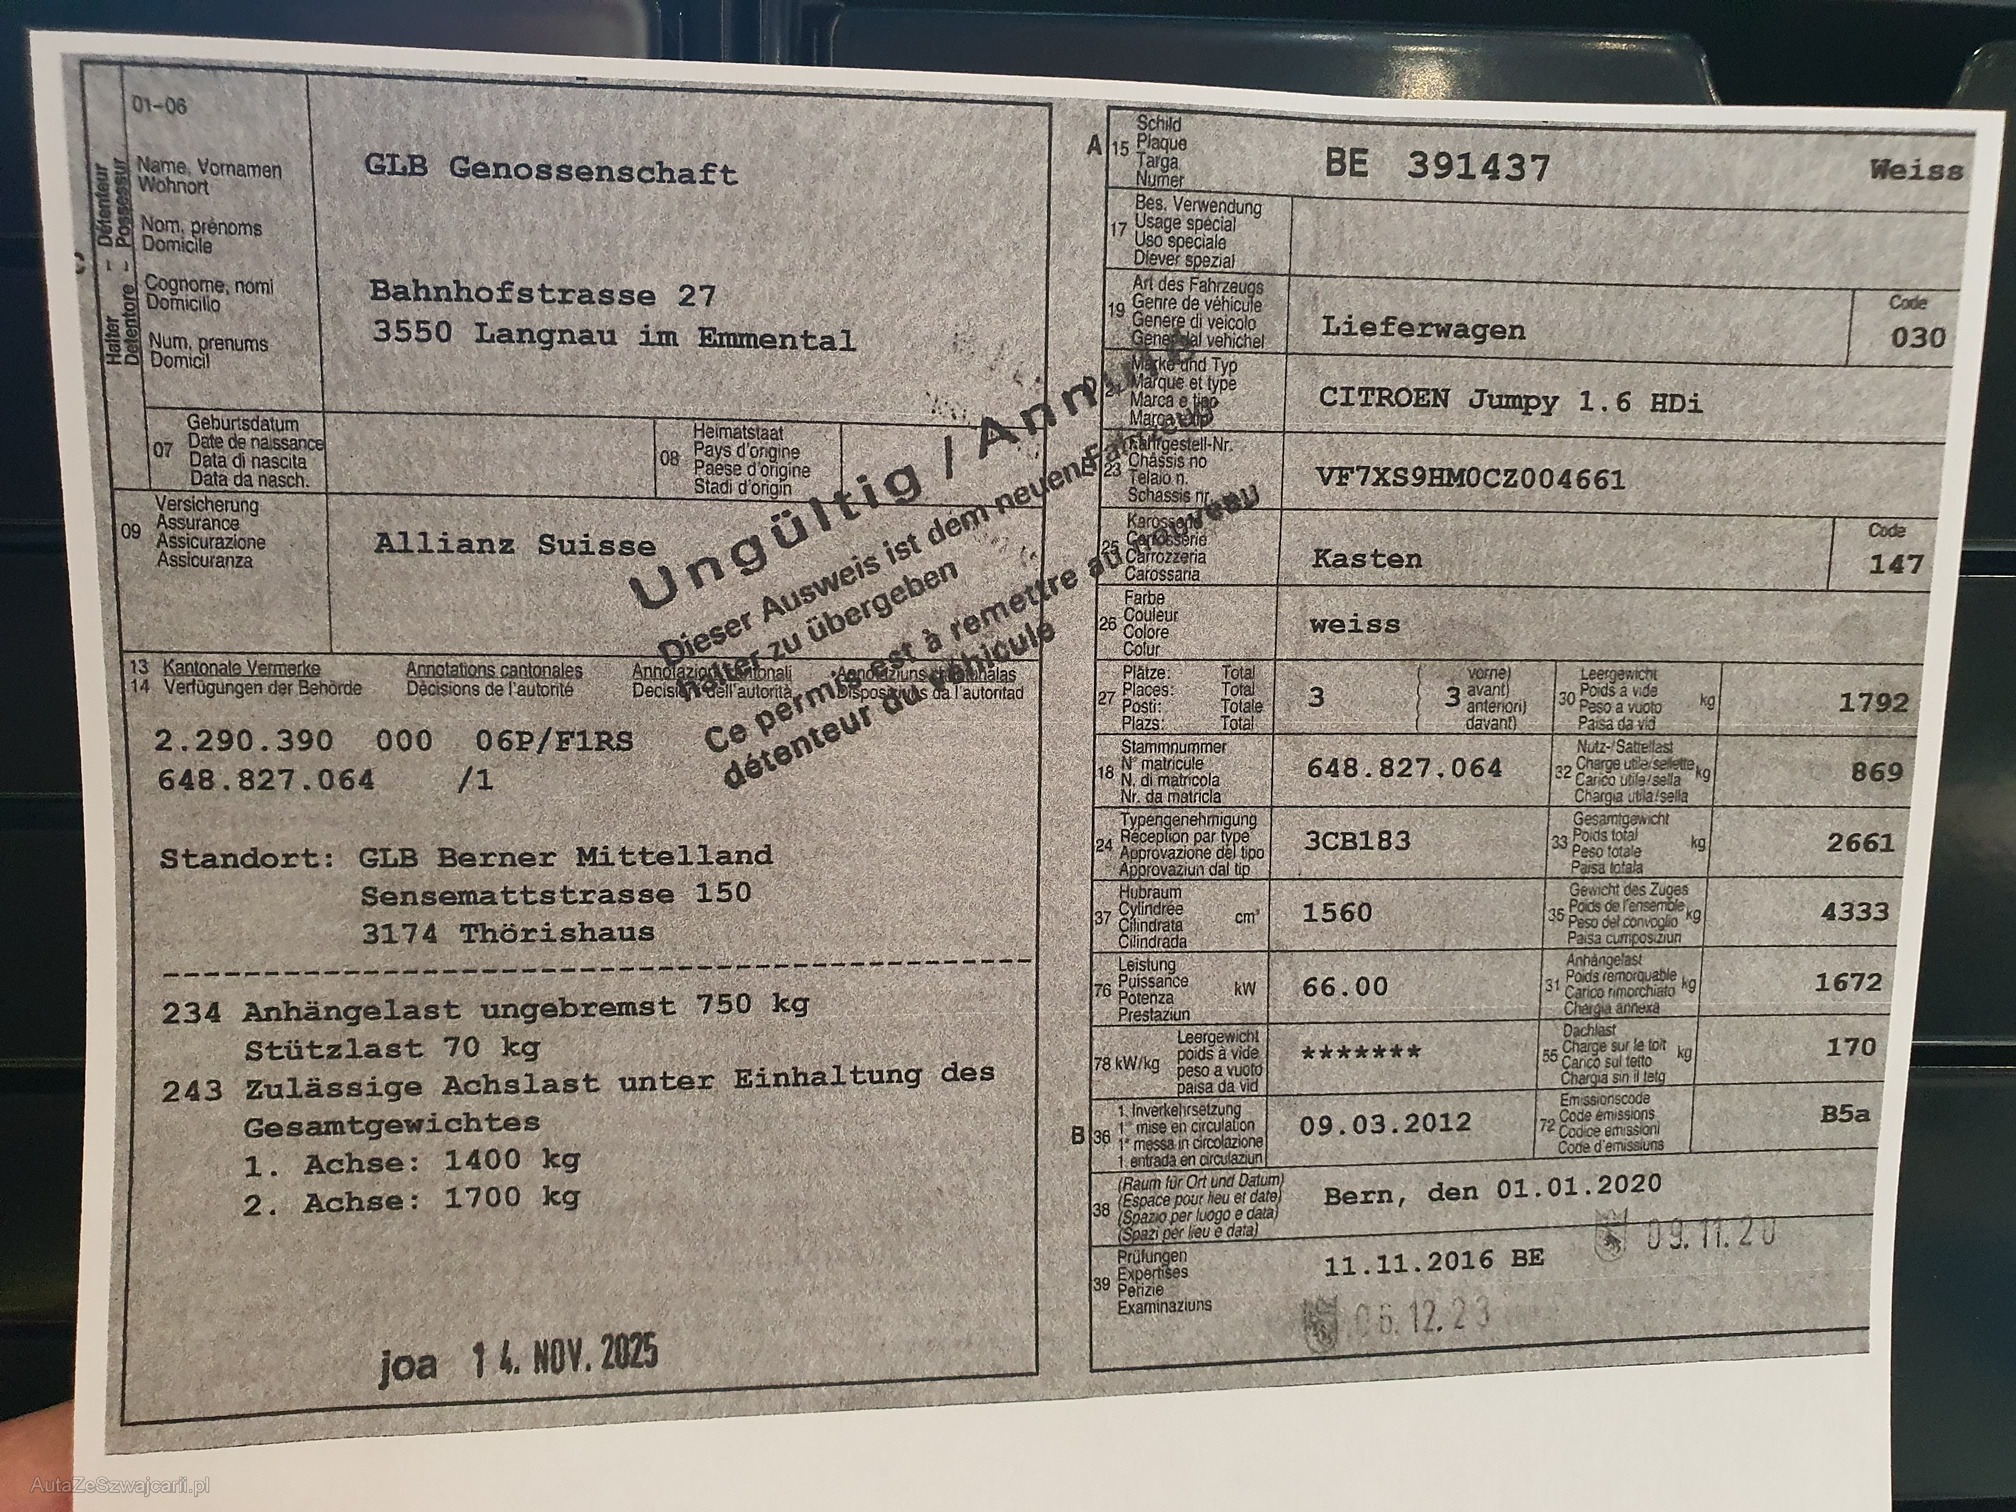 01-06
Halter - Détenteur
Detentore - Possessur
Name, Vornamen
Wohnort
Nom, prénoms
Domicile
Cognome, nomi
Domicilio
Num, prenums
Domicil
C
GLB Genossenschaft
Bahnhofstrasse 27
3550 Langnau im Emmental
07 Geburtsdatum
Date de naissance
Data di nascita
Data da nasch.
08 Heimatstaat
Pays d'origine
Paese d'origine
Stadi d'origin
09 Versicherung
Assurance
Assicurazione
Assicuranza
Allianz Suisse
Ungültig / Annulé
Dieser Ausweis ist dem neuen Fahrzeug
halter zu übergeben
Ce permis est à remettre au nouveau
détenteur du véhicule
13 Kantonale Vermerke Annotations cantonales Annotazioni cantonali Annotaziuns chantunalas
14 Verfügungen der Behörde Décisions de l'autorité Decisioni dell'autorità Dispositivs da l'autoritad
2.290.390 000 06P/F1RS
648.827.064 /1
Standort: GLB Berner Mittelland
Sensemattstrasse 150
3174 Thörishaus
234 Anhängelast ungebremst 750 kg
Stützlast 70 kg
243 Zulässige Achslast unter Einhaltung des
Gesamtgewichtes
1. Achse: 1400 kg
2. Achse: 1700 kg
joa 14. NOV. 2025
A 15 Schild
Plaque
Targa
Numer
BE 391437 Weiss
17 Bes. Verwendung
Usage spécial
Uso speciale
Diever spezial
19 Art des Fahrzeugs
Genre de véhicule
Genere di veicolo
Gener dal vehichel
Lieferwagen
Code
030
D 21 Marke und Typ
Marque et type
Marca e tipo
Marca e tip
CITROEN Jumpy 1.6 HDi
E 23 Fahrgestell-Nr.
Châssis no
Telaio n.
Schassis nr.
VF7XS9HM0CZ004661
25 Karosserie
Carrosserie
Carrozzeria
Carossaria
Kasten
Code
147
26 Farbe
Couleur
Colore
Colur
weiss
27 Plätze: Total
Places: Total
Posti: Totale
Plazs: Total
3
3
vorne)
avant)
anteriori)
davant)
30 Leergewicht
Poids à vide
Peso a vuoto
Paisa da vid
kg
1792
18 Stammnummer
N° matricule
N. di matricola
Nr. da matricla
648.827.064
32 Nutz-/Sattellast
Charge utile/sellette
Carico utile/sella
Chargia utila/sella
kg
869
24 Typengenehmigung
Réception par type
Approvazione del tipo
Approvaziun dal tip
3CB183
33 Gesamtgewicht
Poids total
Peso totale
Paisa totala
kg
2661
37 Hubraum
Cylindrée
Cilindrata
Cilindrada
cm³
1560
35 Gewicht des Zuges
Poids de l'ensemble
Peso del convoglio
Paisa cumposiziun
kg
4333
76 Leistung
Puissance
Potenza
Prestaziun
kW
66.00
31 Anhängelast
Poids remorquable
Carico rimorchiato
Chargia annexa
kg
1672
78 kW/kg Leergewicht
poids à vide
peso a vuoto
paisa da vid
*******
55 Dachlast
Charge sur le toit
Carico sul tetto
Chargia sin il tetg
kg
170
B 36 1. Inverkehrsetzung
1re mise en circulation
1a messa in circolazione
1. entrada en circulaziun
09.03.2012
72 Emissionscode
Code émissions
Codice emissioni
Code d'emissiuns
B5a
38 (Raum für Ort und Datum)
(Espace pour lieu et date)
(Spazio per luogo e data)
(Spazi per lieu e data)
Bern, den 01.01.2020
09.11.20
39 Prüfungen
Expertises
Perizie
Examinaziuns
11.11.2016 BE
06.12.23
AutaZeSzwajcarii.pl